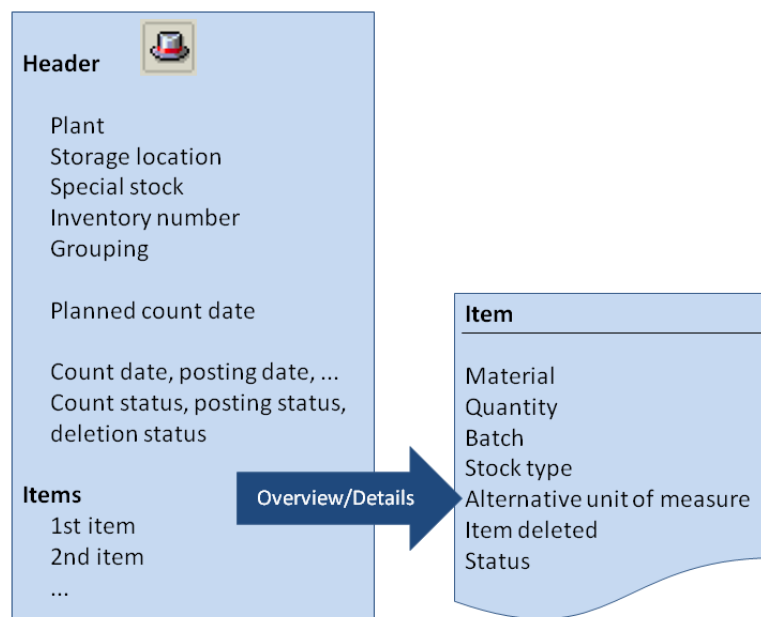 Header
Plant
Storage location
Special stock
Inventory number
Grouping
Planned count date
Count date, posting date, ...
Count status, posting status,
deletion status
Items
1st item
2nd item
...
Overview/Details
Item
Material
Quantity
Batch
Stock type
Alternative unit of measure
Item deleted
Status